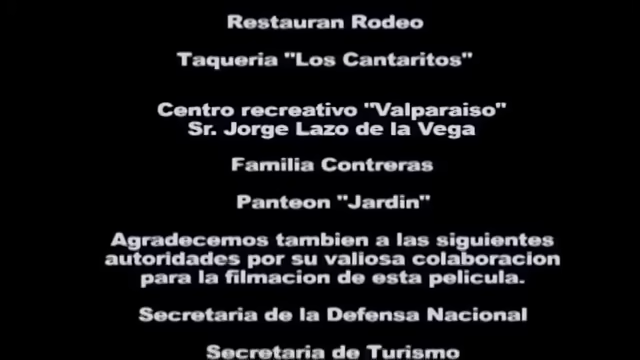 Restauran Rodeo
Taqueria "Los Cantaritos"
Centro recreativo "Valparaiso"
Sr. Jorge Lazo de la Vega
Familia Contreras
Panteon "Jardin"
Agradecemos tambien a las siguientes
autoridades por su valiosa colaboracion
para la filmacion de esta pelicula.
Secretaria de la Defensa Nacional
Secretaria de Turismo